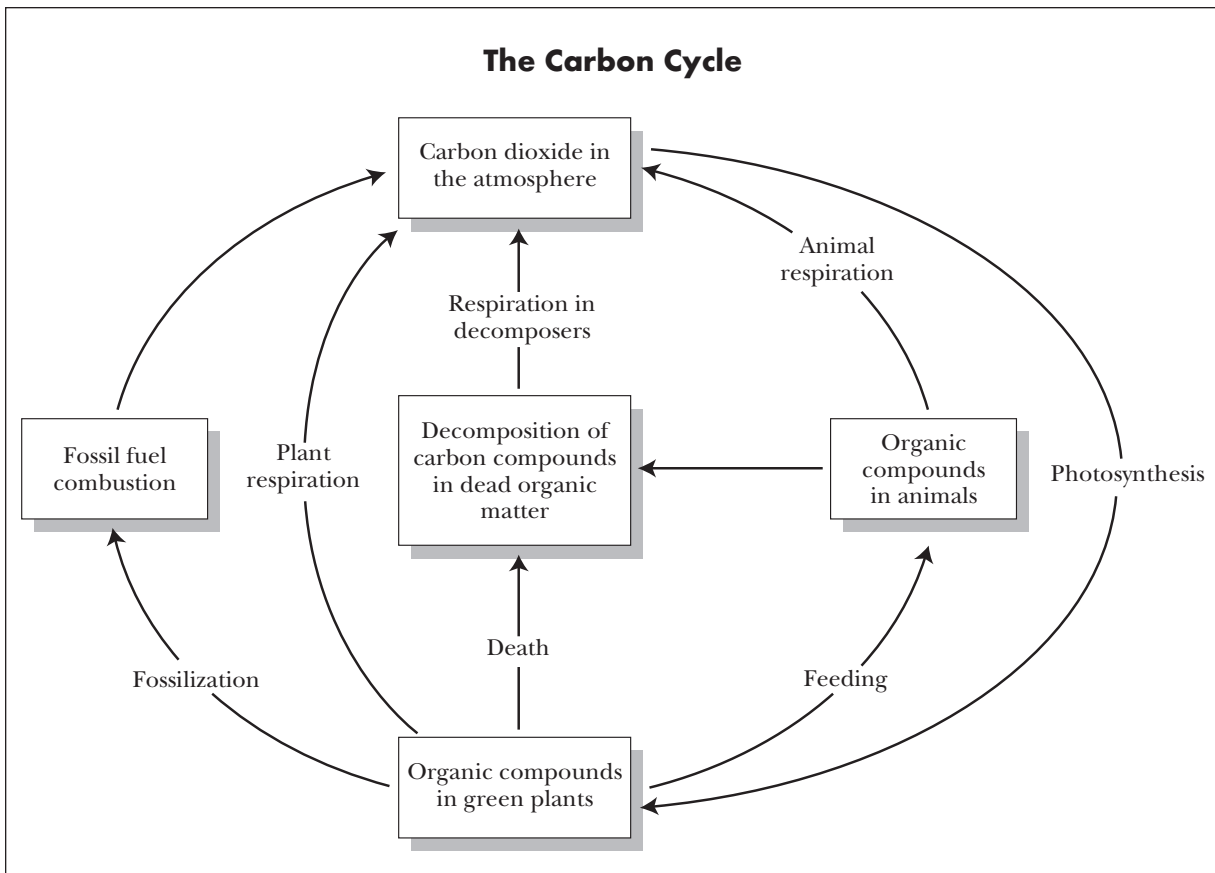 The Carbon Cycle
Carbon dioxide in
the atmosphere
Animal
respiration
Respiration in
decomposers
Fossil fuel
combustion
Plant
respiration
Decomposition of
carbon compounds
in dead organic
matter
Organic
compounds
in animals
Photosynthesis
Fossilization
Death
Feeding
Organic compounds
in green plants